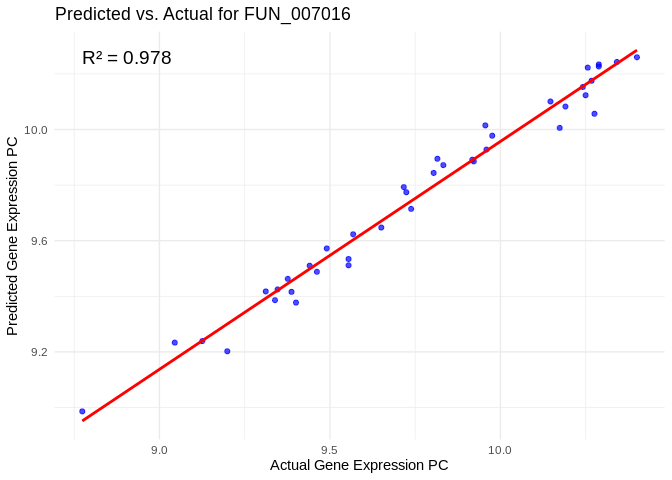 Predicted vs. Actual for FUN_007016
R² = 0.978
10.0
9.6
9.2
Predicted Gene Expression PC
9.0
9.5
10.0
Actual Gene Expression PC